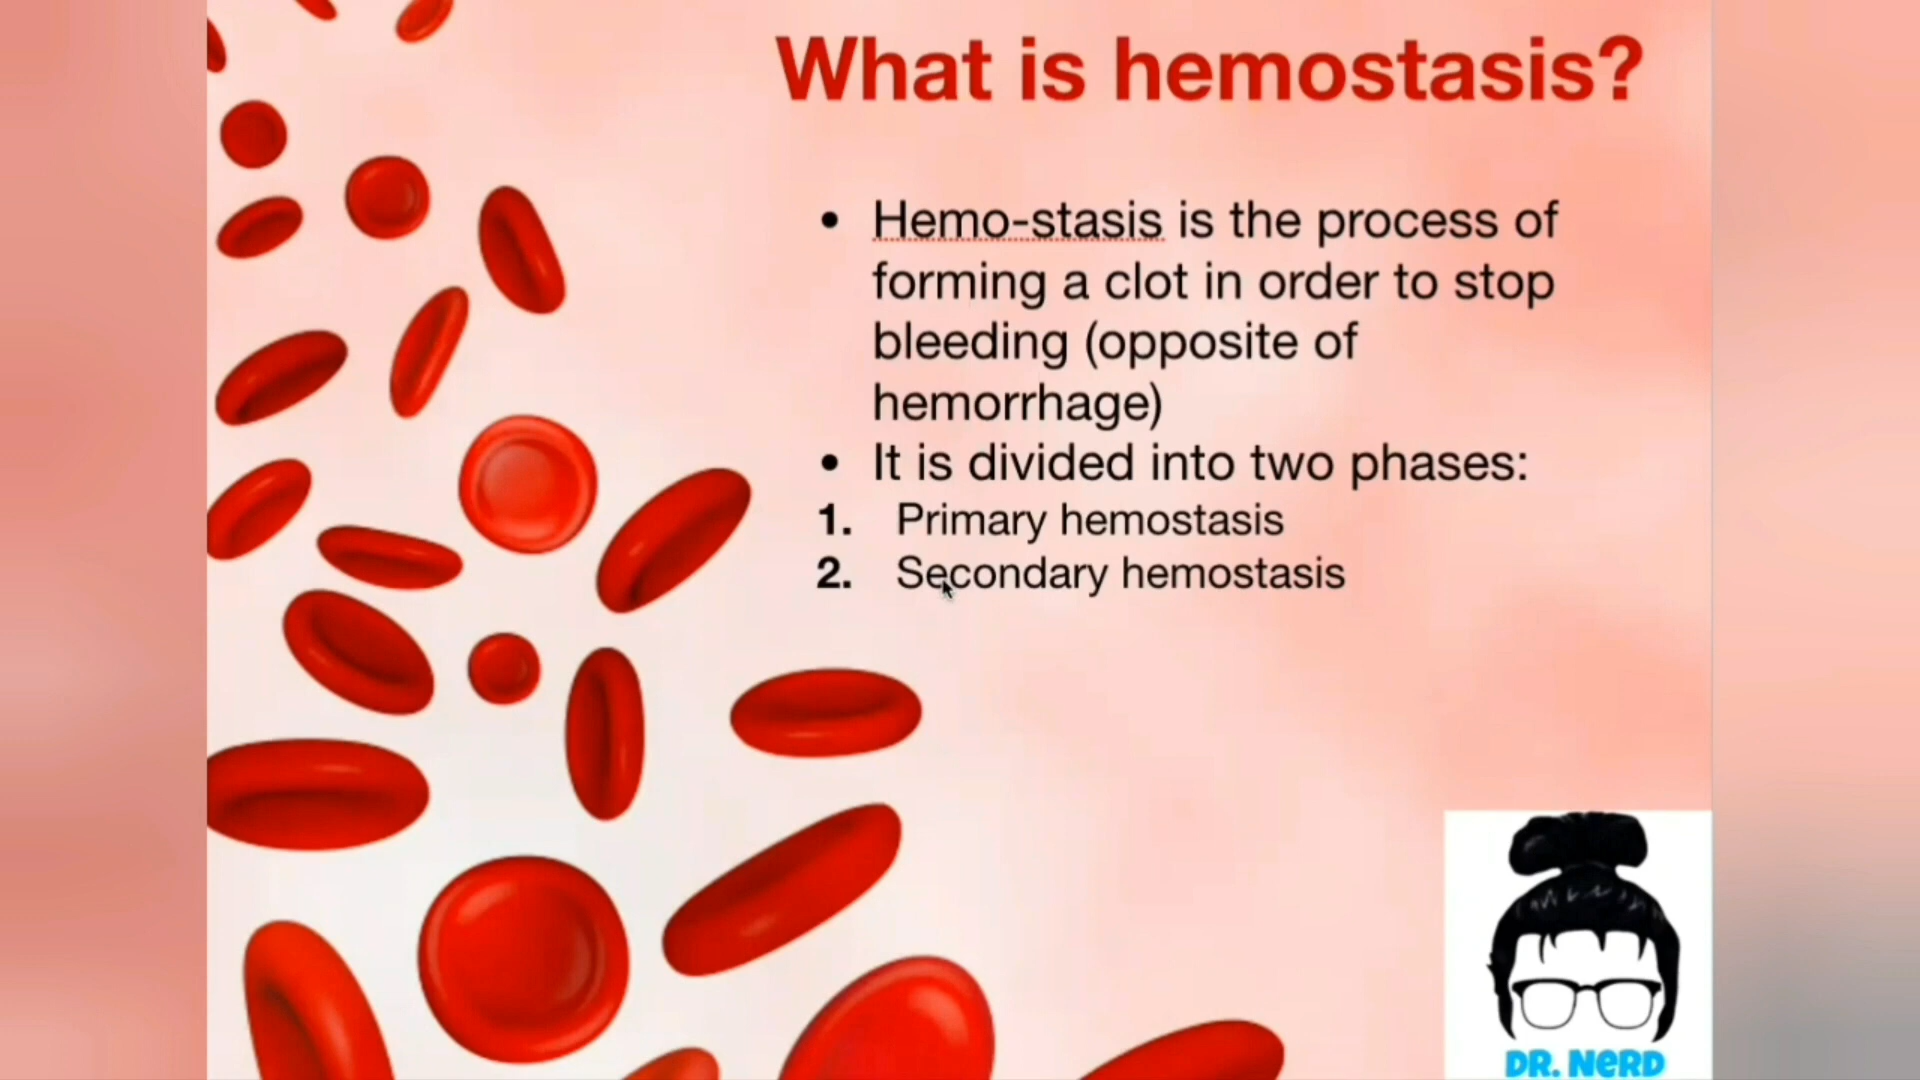 What is hemostasis?
• Hemo-stasis is the process of
forming a clot in order to stop
bleeding (opposite of
hemorrhage)
• It is divided into two phases:
1. Primary hemostasis
2. Secondary hemostasis
DR. NeRD